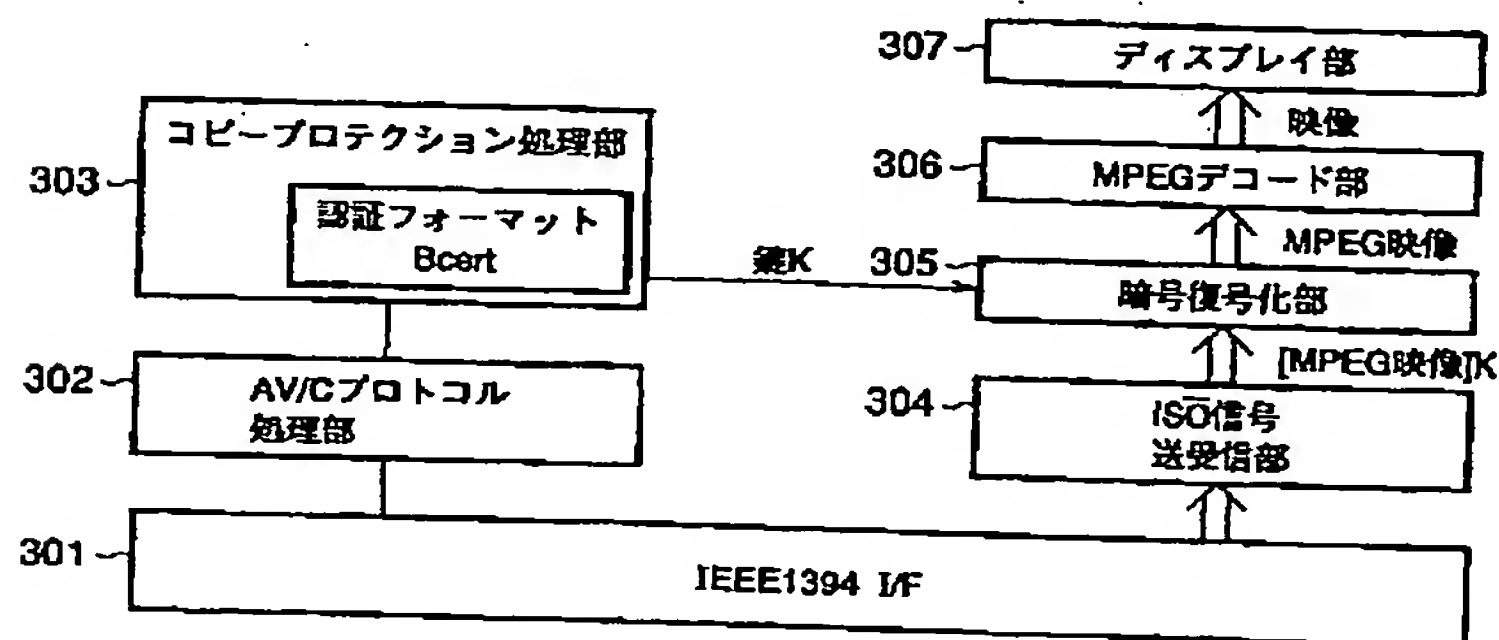 307
ディスプレイ部
映像
コピープロテクション処理部
303
認証フォーマット
Bcert
306
MPEGデコード部
MPEG映像
鍵K
305
暗号復号化部
[MPEG映像]K
302
AV/Cプロトコル
処理部
304
ISO信号
送受信部
301
IEEE1394 I/F